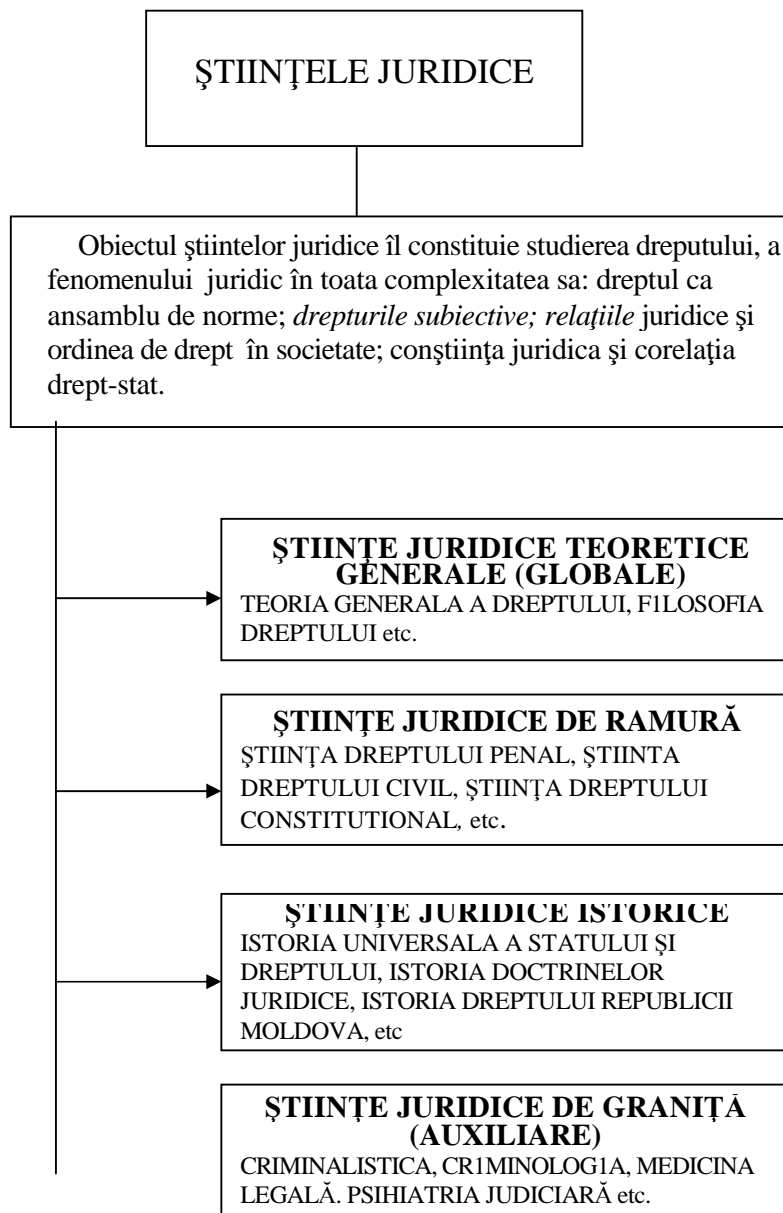 ŞTIINŢELE JURIDICE
Obiectul ştiintelor juridice îl constituie studierea dreputului, a
fenomenului juridic în toata complexitatea sa: dreptul ca
ansamblu de norme; drepturile subiective; relaţiile juridice şi
ordinea de drept în societate; conştiinţa juridica şi corelaţia
drept-stat.
ŞTIINŢE JURIDICE TEORETICE
GENERALE (GLOBALE)
TEORIA GENERALA A DREPTULUI, F1LOSOFIA
DREPTULUI etc.
ŞTIINŢE JURIDICE DE RAMURĂ
ŞTIINŢA DREPTULUI PENAL, ŞTIINTA
DREPTULUI CIVIL, ŞTIINŢA DREPTULUI
CONSTITUTIONAL, etc.
ŞTIINŢE JURIDICE ISTORICE
ISTORIA UNIVERSALA A STATULUI ŞI
DREPTULUI, ISTORIA DOCTRINELOR
JURIDICE, ISTORIA DREPTULUI REPUBLICII
MOLDOVA, etc
ŞTIINŢE JURIDICE DE GRANIŢĂ
(AUXILIARE)
CRIMINALISTICA, CR1MINOLOG1A, MEDICINA
LEGALĂ. PSIHIATRIA JUDICIARĂ etc.